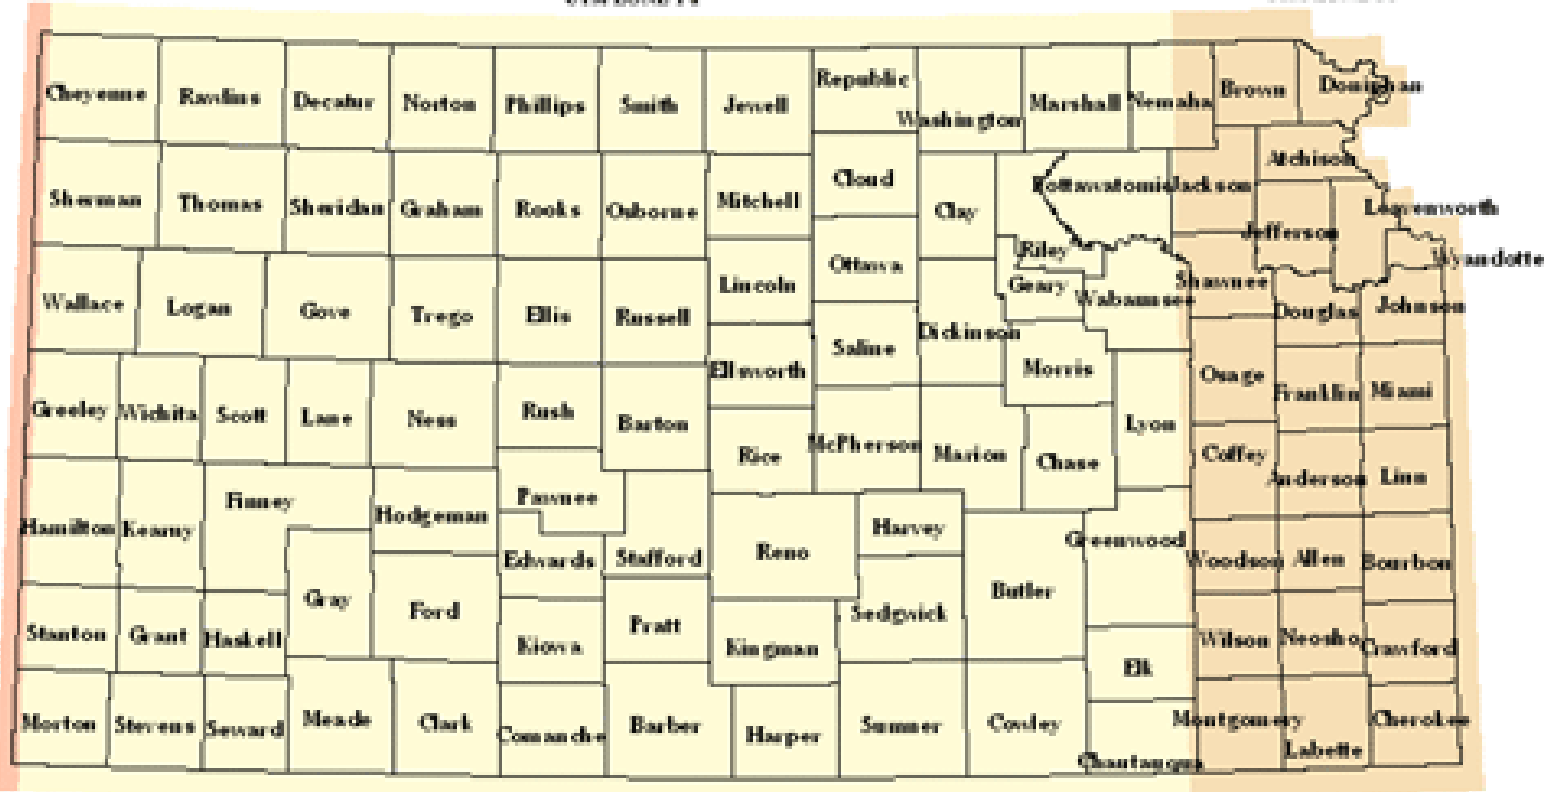 Cheyenne Rawlins Decatur Norton Phillips Smith Jewell Republic Washington Marshall Nemaha Brown Doniphan
Atchison
Sherman Thomas Sheridan Graham Rooks Osborne Mitchell Cloud Clay Pottawatomie Jackson Jefferson Leavenworth
Riley Wyandotte
Wallace Logan Gove Trego Ellis Russell Lincoln Ottawa Geary Wabaunsee Shawnee Douglas Johnson
Dickinson
Greeley Wichita Scott Lane Ness Rush Barton Ellsworth Saline Morris Osage Franklin Miami
Rice McPherson Marion Chase Lyon Coffey Anderson Linn
Hamilton Kearny Finney Hodgeman Pawnee
Edwards Stafford Reno Harvey Greenwood Woodson Allen Bourbon
Stanton Grant Haskell Gray Ford Kiowa Pratt Kingman Sedgwick Butler Elk Wilson Neosho Crawford
Morton Stevens Seward Meade Clark Comanche Barber Harper Sumner Cowley Chautauqua Montgomery Labette Cherokee